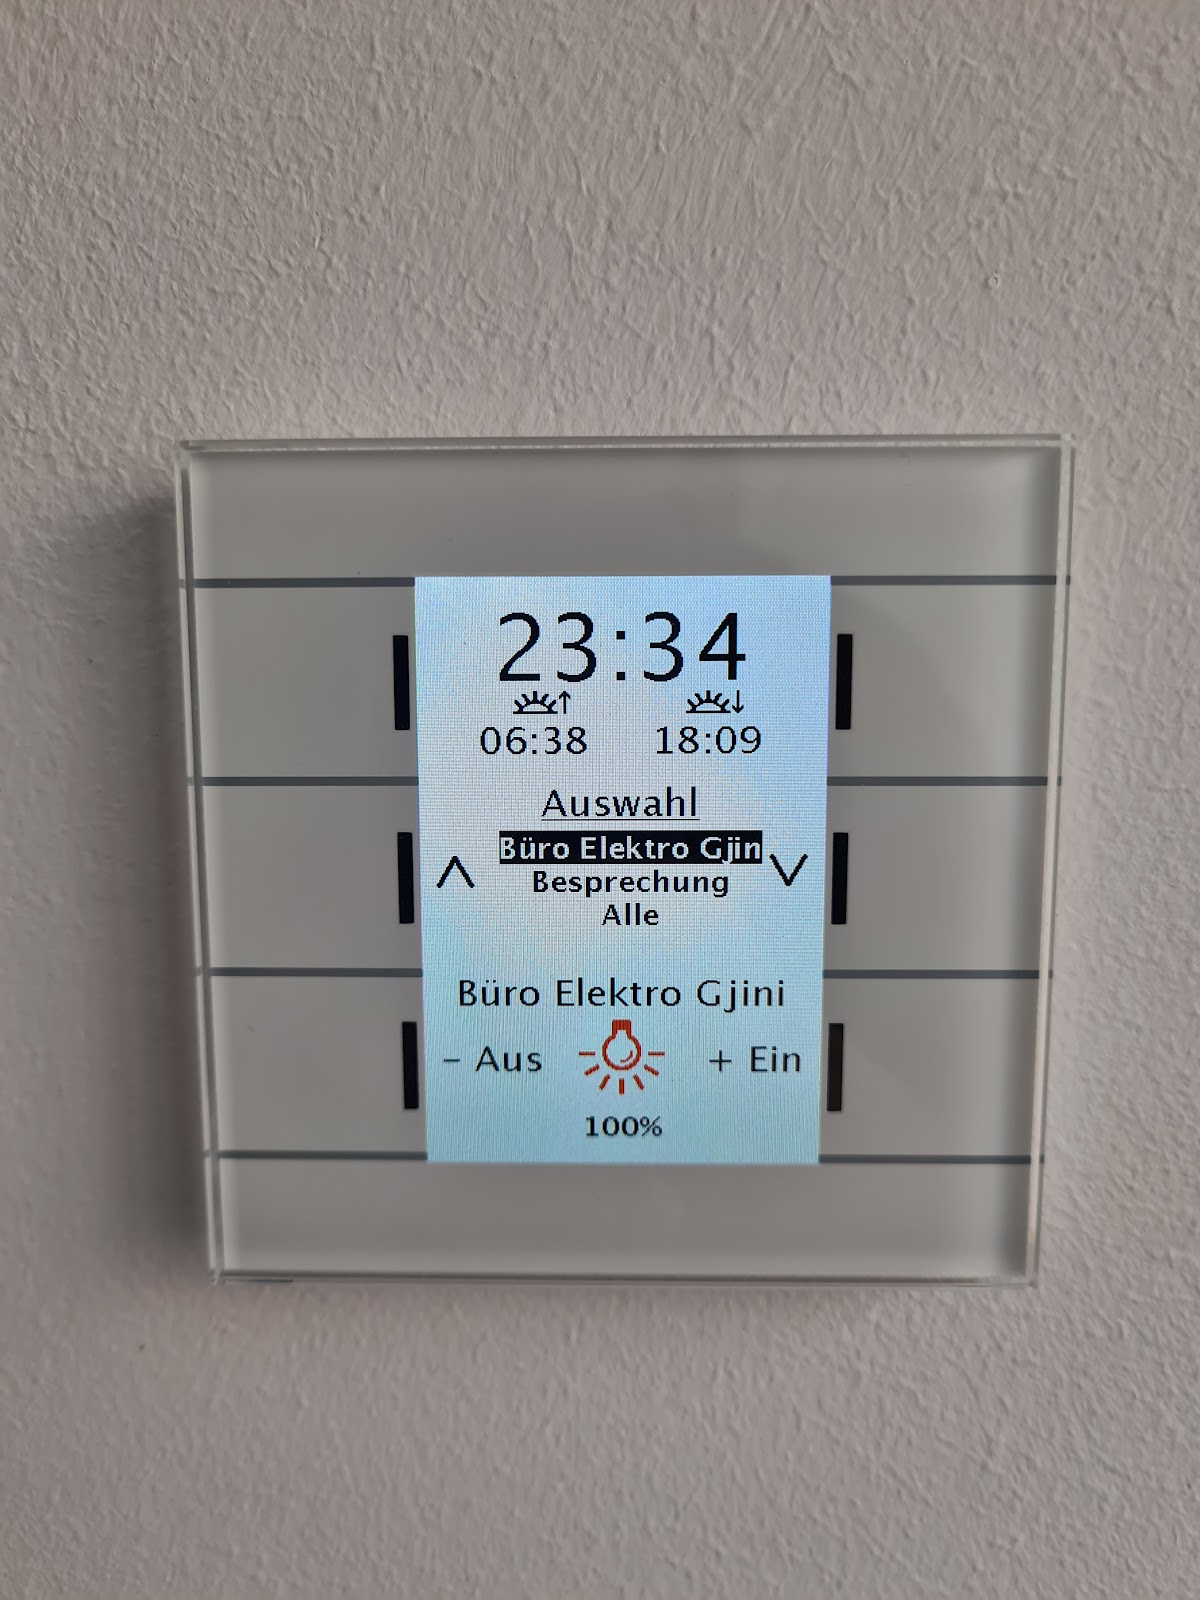 23:34
06:38 18:09
Auswahl
Büro Elektro Gjin
Besprechung
Alle
Büro Elektro Gjini
- Aus + Ein
100%